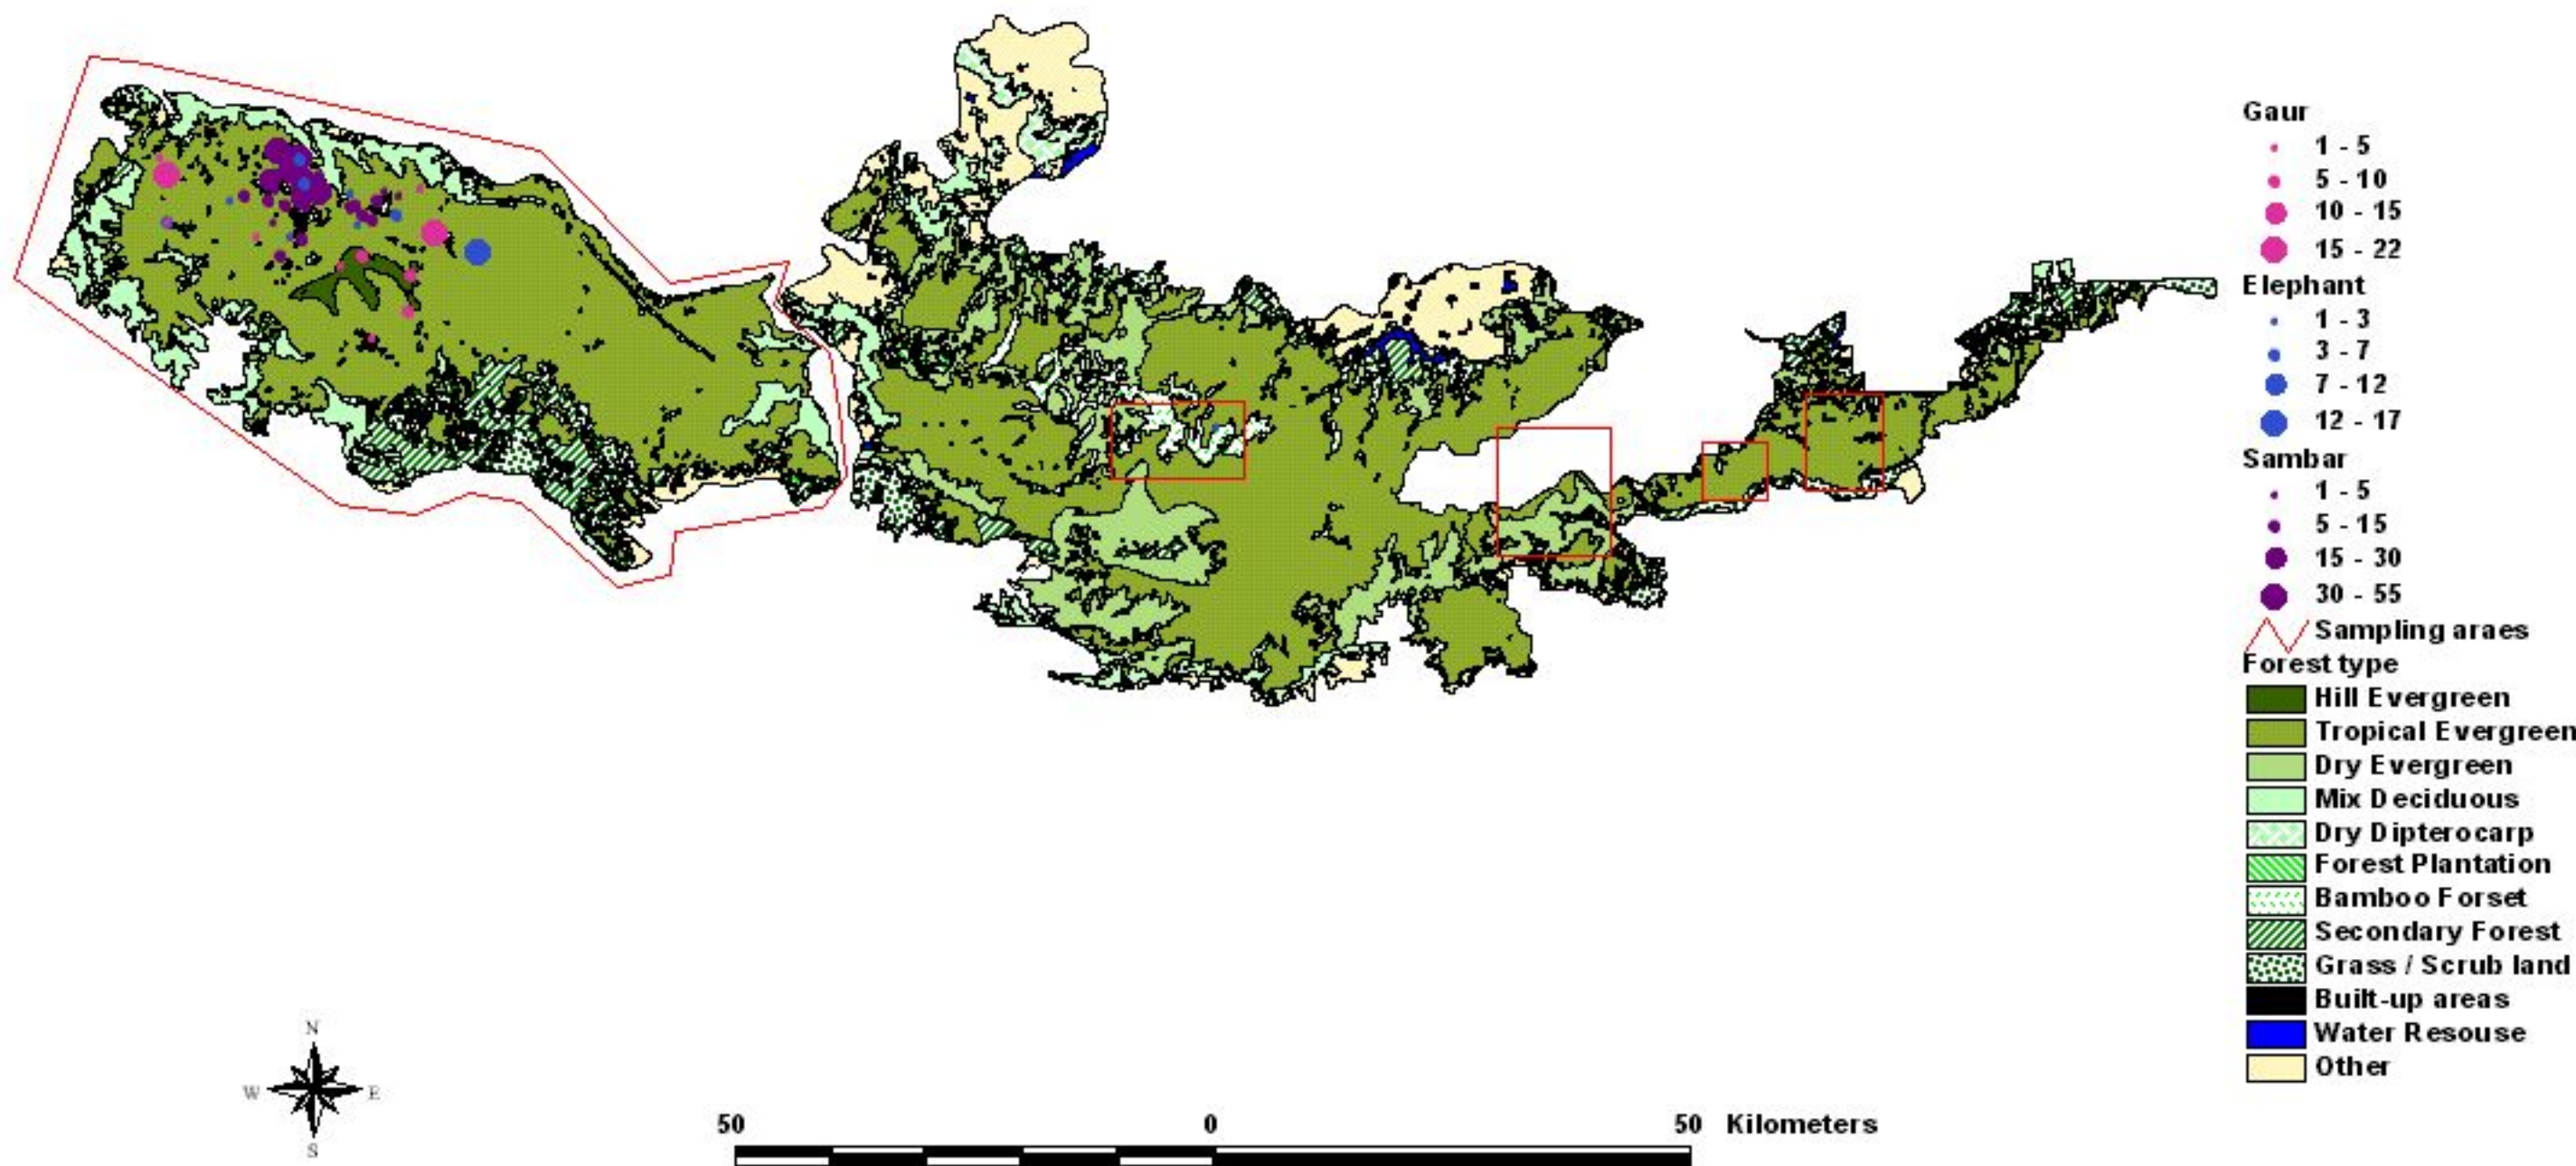 Gaur
1 - 5
5 - 10
10 - 15
15 - 22
Elephant
1 - 3
3 - 7
7 - 12
12 - 17
Sambar
1 - 5
5 - 15
15 - 30
30 - 55
Sampling araes
Forest type
Hill Evergreen
Tropical Evergreen
Dry Evergreen
Mix Deciduous
Dry Dipterocarp
Forest Plantation
Bamboo Forset
Secondary Forest
Grass / Scrub land
Built-up areas
Water Resouse
Other
N
W E
S
50 0 50 Kilometers